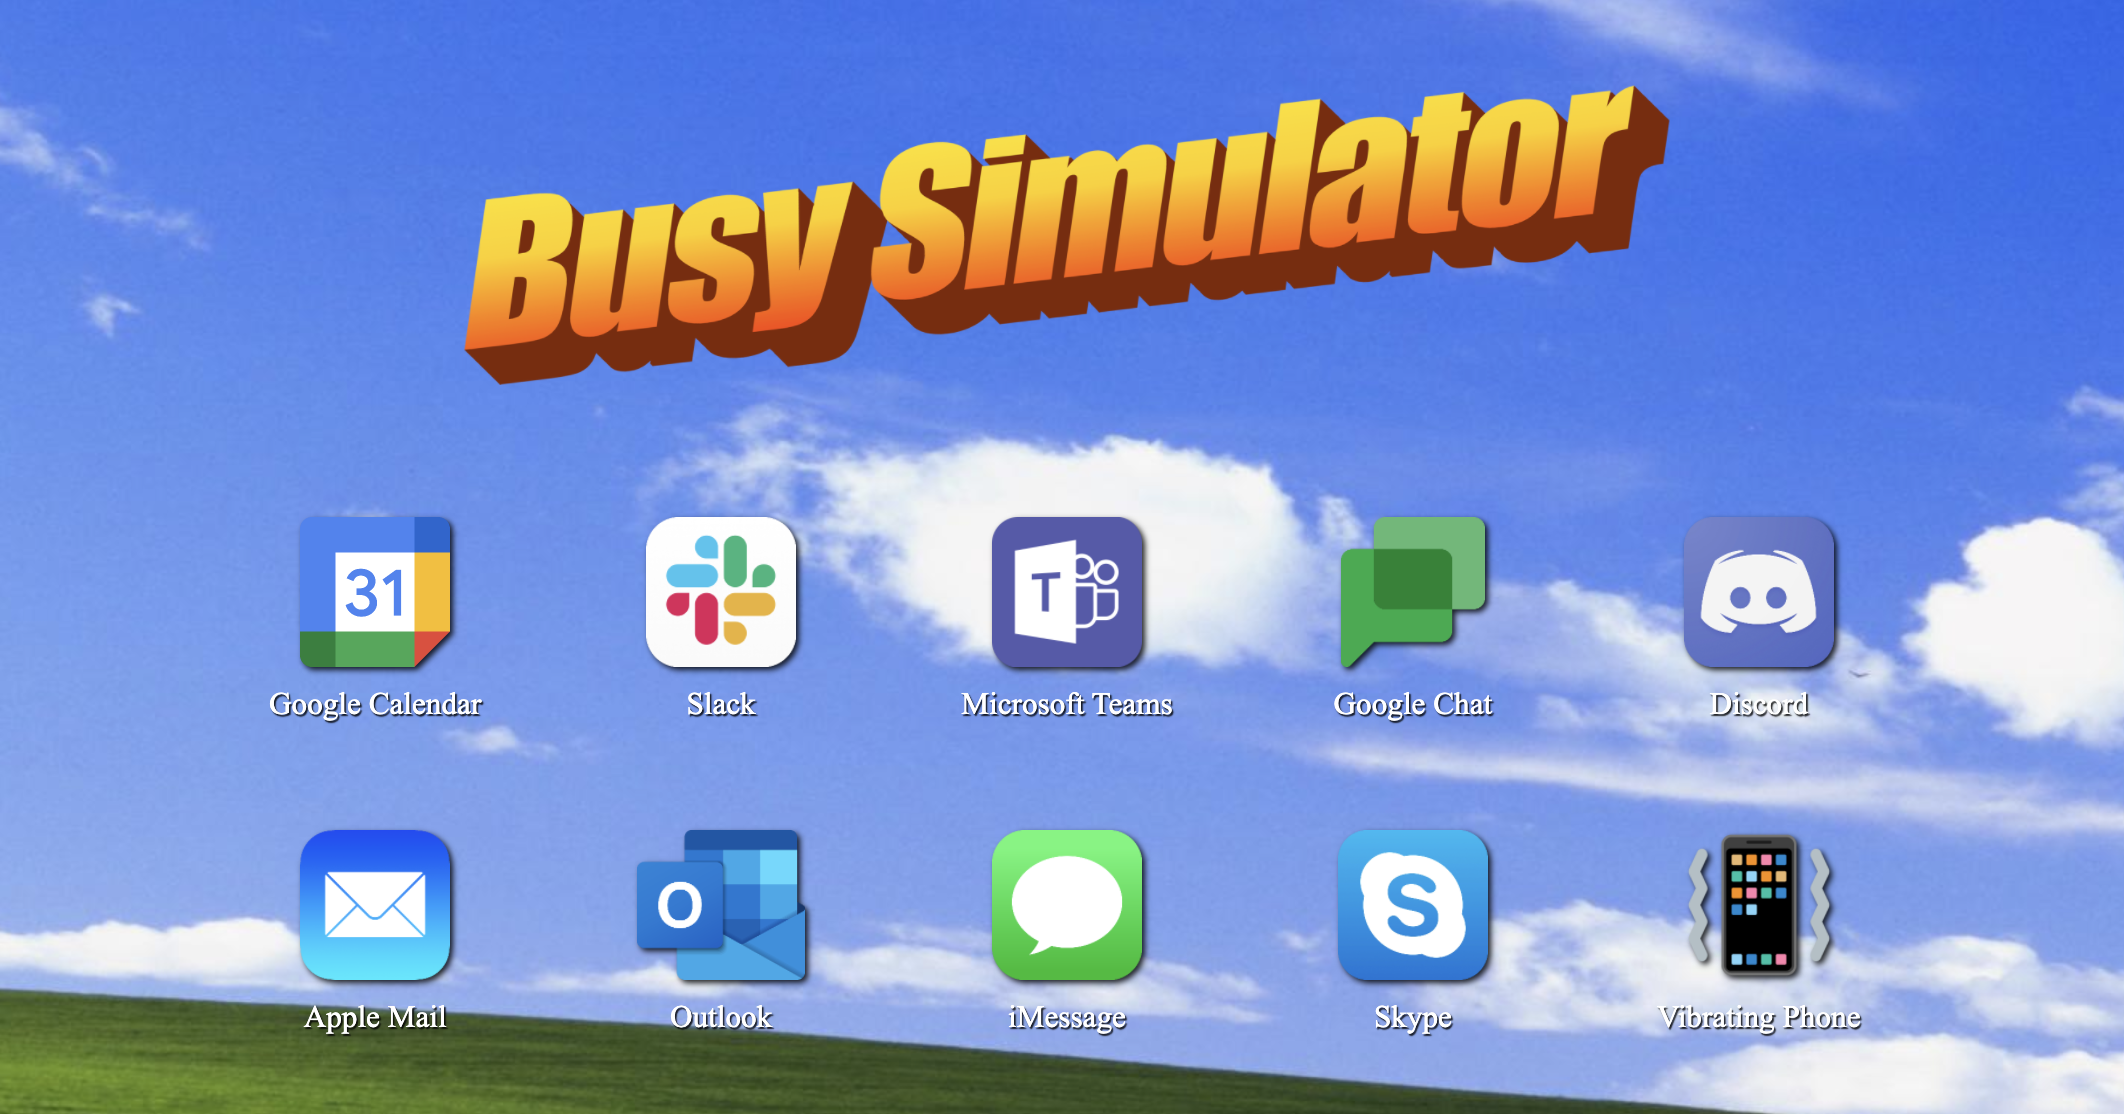 Busy Simulator
31
T
Google Calendar
Slack
Microsoft Teams
Google Chat
Discord
O
S
Apple Mail
Outlook
iMessage
Skype
Vibrating Phone